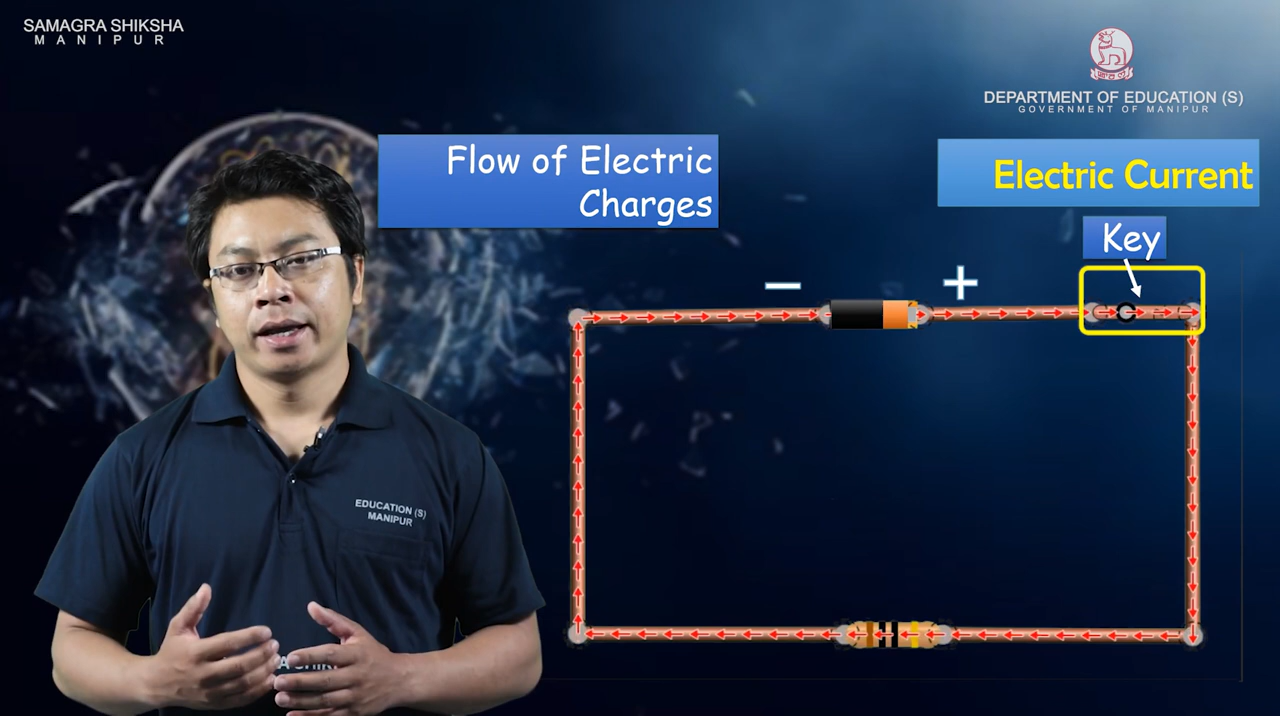 SAMAGRA SHIKSHA
MANIPUR
DEPARTMENT OF EDUCATION (S)
GOVERNMENT OF MANIPUR
Flow of Electric
Charges
Electric Current
Key
− +
EDUCATION (S)
MANIPUR